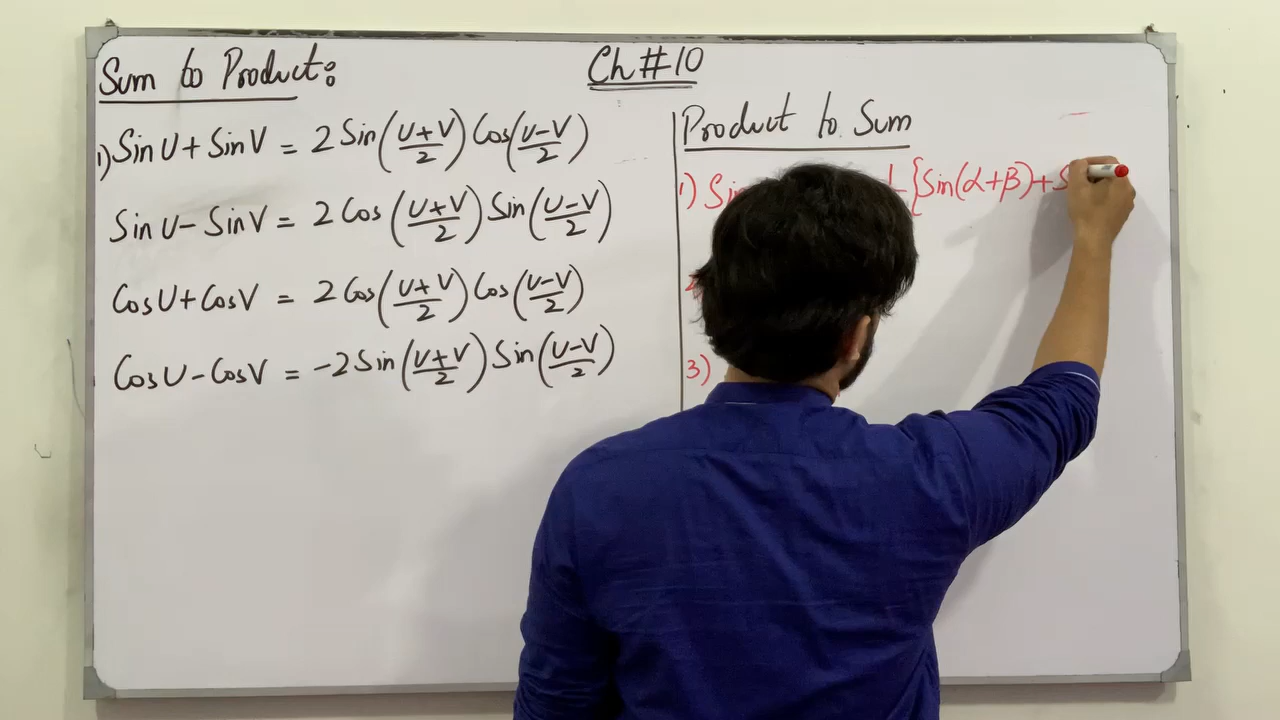 Sum to Product:
Ch #10
1) Sin U + Sin V = 2 Sin((U+V)/2) Cos((U-V)/2)
Sin U - Sin V = 2 Cos((U+V)/2) Sin((U-V)/2)
Cos U + Cos V = 2 Cos((U+V)/2) Cos((U-V)/2)
Cos U - Cos V = -2 Sin((U+V)/2) Sin((U-V)/2)
Product to Sum
1) Sin {Sin(α+β)+S
3)